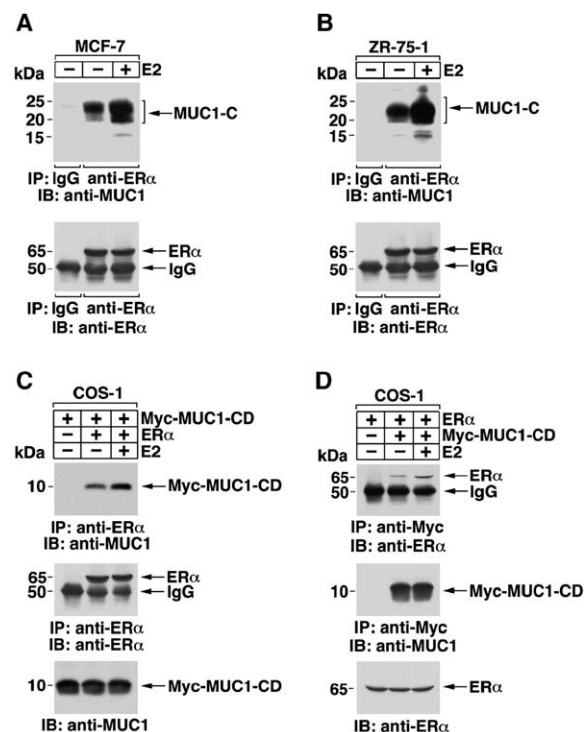 A
MCF-7
kDa − − + E2
25
20
15
MUC1-C
IP: IgG anti-ERα
IB: anti-MUC1
65
50
ERα
IgG
IP: IgG anti-ERα
IB: anti-ERα
B
ZR-75-1
kDa − − + E2
25
20
15
MUC1-C
IP: IgG anti-ERα
IB: anti-MUC1
65
50
ERα
IgG
IP: IgG anti-ERα
IB: anti-ERα
C
COS-1
+ + + Myc-MUC1-CD
− + + ERα
kDa − − + E2
10 Myc-MUC1-CD
IP: anti-ERα
IB: anti-MUC1
65 ERα
50 IgG
IP: anti-ERα
IB: anti-ERα
10 Myc-MUC1-CD
IB: anti-MUC1
D
COS-1
+ + + ERα
− + + Myc-MUC1-CD
kDa − − + E2
65 ERα
50 IgG
IP: anti-Myc
IB: anti-ERα
10 Myc-MUC1-CD
IP: anti-Myc
IB: anti-MUC1
65 ERα
IB: anti-ERα